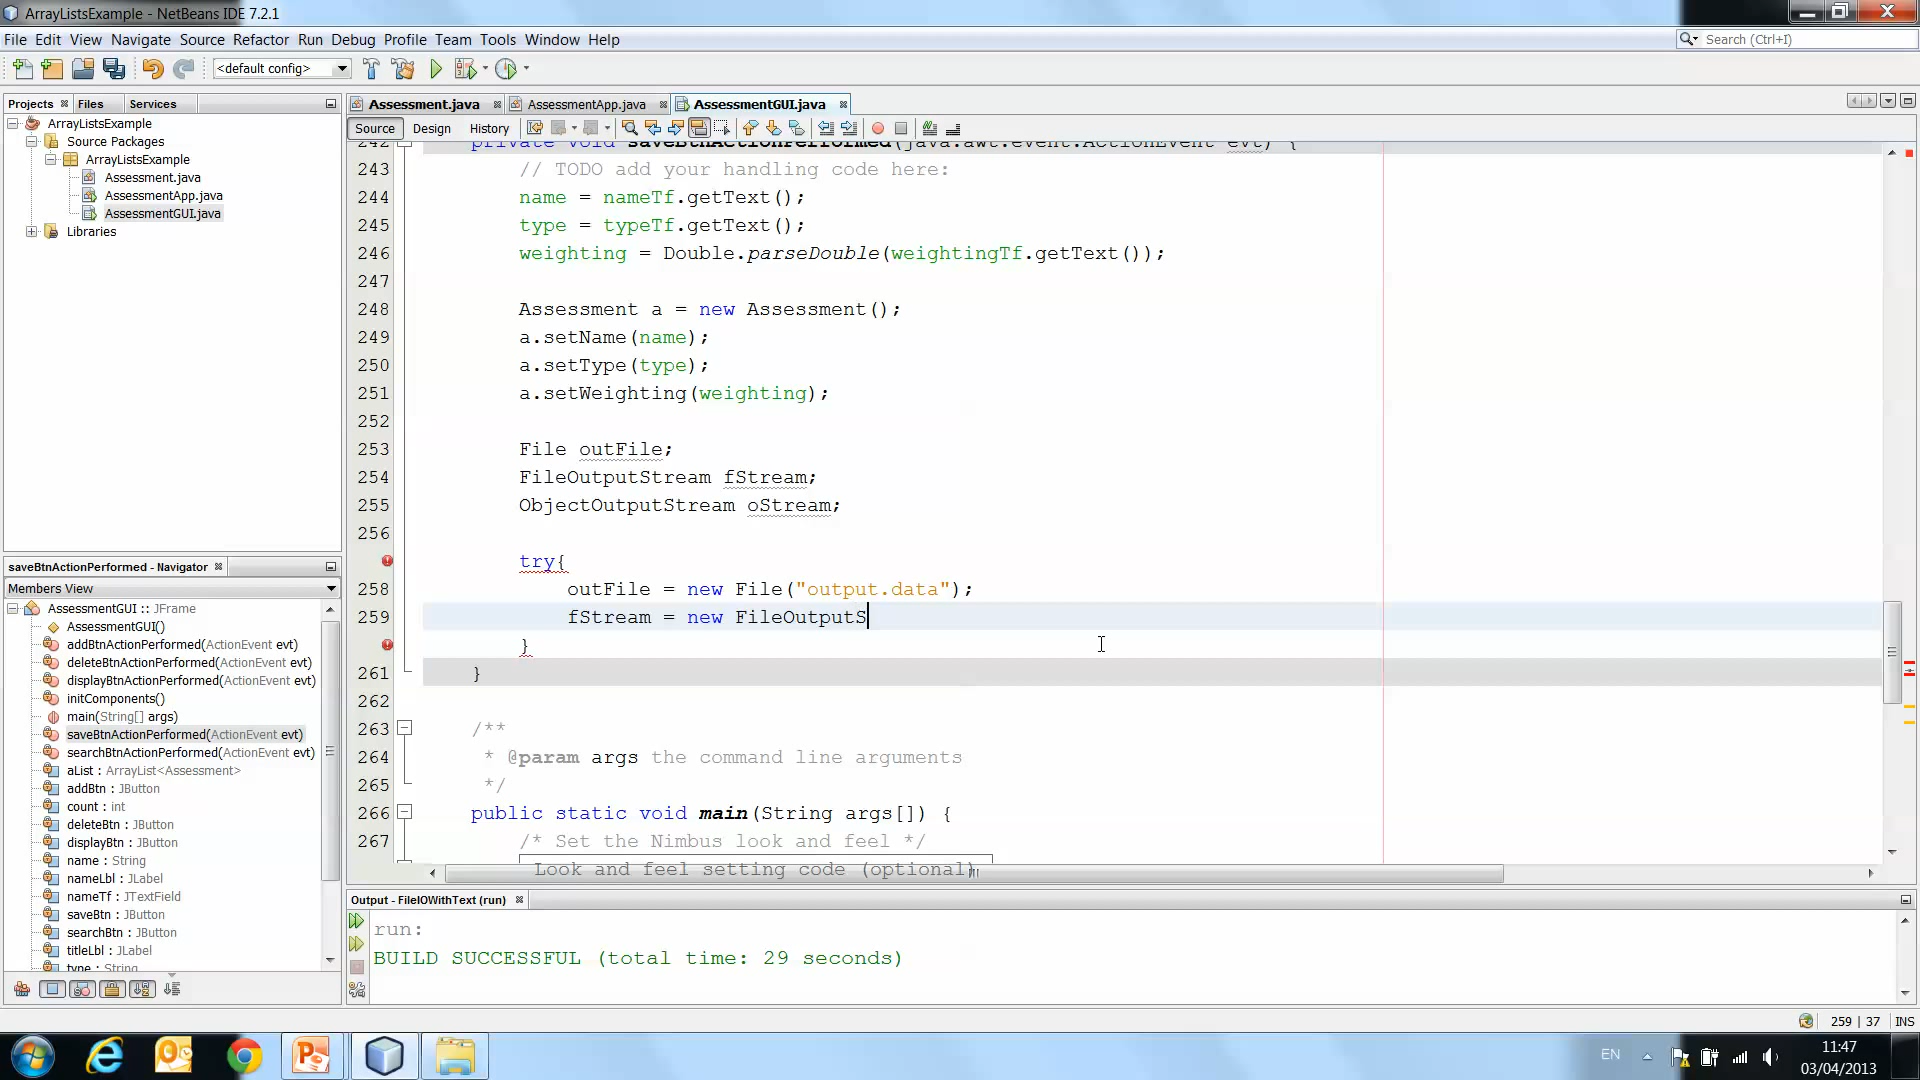 ArrayListsExample - NetBeans IDE 7.2.1
File Edit View Navigate Source Refactor Run Debug Profile Team Tools Window Help
Search (Ctrl+I)
<default config>
Projects Files Services
ArrayListsExample
Source Packages
ArrayListsExample
Assessment.java
AssessmentApp.java
AssessmentGUI.java
Libraries
saveBtnActionPerformed - Navigator
Members View
AssessmentGUI :: JFrame
AssessmentGUI()
addBtnActionPerformed(ActionEvent evt)
deleteBtnActionPerformed(ActionEvent evt)
displayBtnActionPerformed(ActionEvent evt)
initComponents()
main(String[] args)
saveBtnActionPerformed(ActionEvent evt)
searchBtnActionPerformed(ActionEvent evt)
aList : ArrayList<Assessment>
addBtn : JButton
count : int
deleteBtn : JButton
displayBtn : JButton
name : String
nameLbl : JLabel
nameTf : JTextField
saveBtn : JButton
searchBtn : JButton
titleLbl : JLabel
type : String
Assessment.java AssessmentApp.java AssessmentGUI.java
Source Design History
242 private void saveBtnActionPerformed(java.awt.event.ActionEvent evt) {
243 // TODO add your handling code here:
244 name = nameTf.getText();
245 type = typeTf.getText();
246 weighting = Double.parseDouble(weightingTf.getText());
247
248 Assessment a = new Assessment();
249 a.setName(name);
250 a.setType(type);
251 a.setWeighting(weighting);
252
253 File outFile;
254 FileOutputStream fStream;
255 ObjectOutputStream oStream;
256
try{
258 outFile = new File("output.data");
259 fStream = new FileOutputS
}
261 }
262
263 /**
264 * @param args the command line arguments
265 */
266 public static void main(String args[]) {
267 /* Set the Nimbus look and feel */
Look and feel setting code (optional)
Output - FileIOWithText (run)
run:
BUILD SUCCESSFUL (total time: 29 seconds)
259 | 37 INS
EN
11:47
03/04/2013